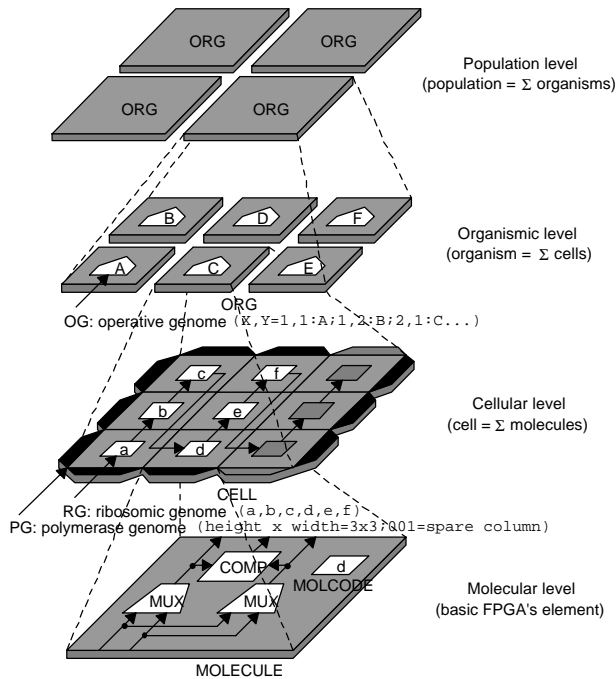 ORG
ORG
Population level
(population = Σ organisms)
ORG
ORG
B
D
F
Organismic level
(organism = Σ cells)
A
C
E
ORG
OG: operative genome (X,Y=1,1:A;1,2:B;2,1:C...)
c
f
b
e
Cellular level
(cell = Σ molecules)
a
d
CELL
RG: ribosomic genome (a,b,c,d,e,f)
PG: polymerase genome (height x width=3x3;001=spare column)
COMP
d
MOLCODE
MUX
MUX
Molecular level
(basic FPGA's element)
MOLECULE